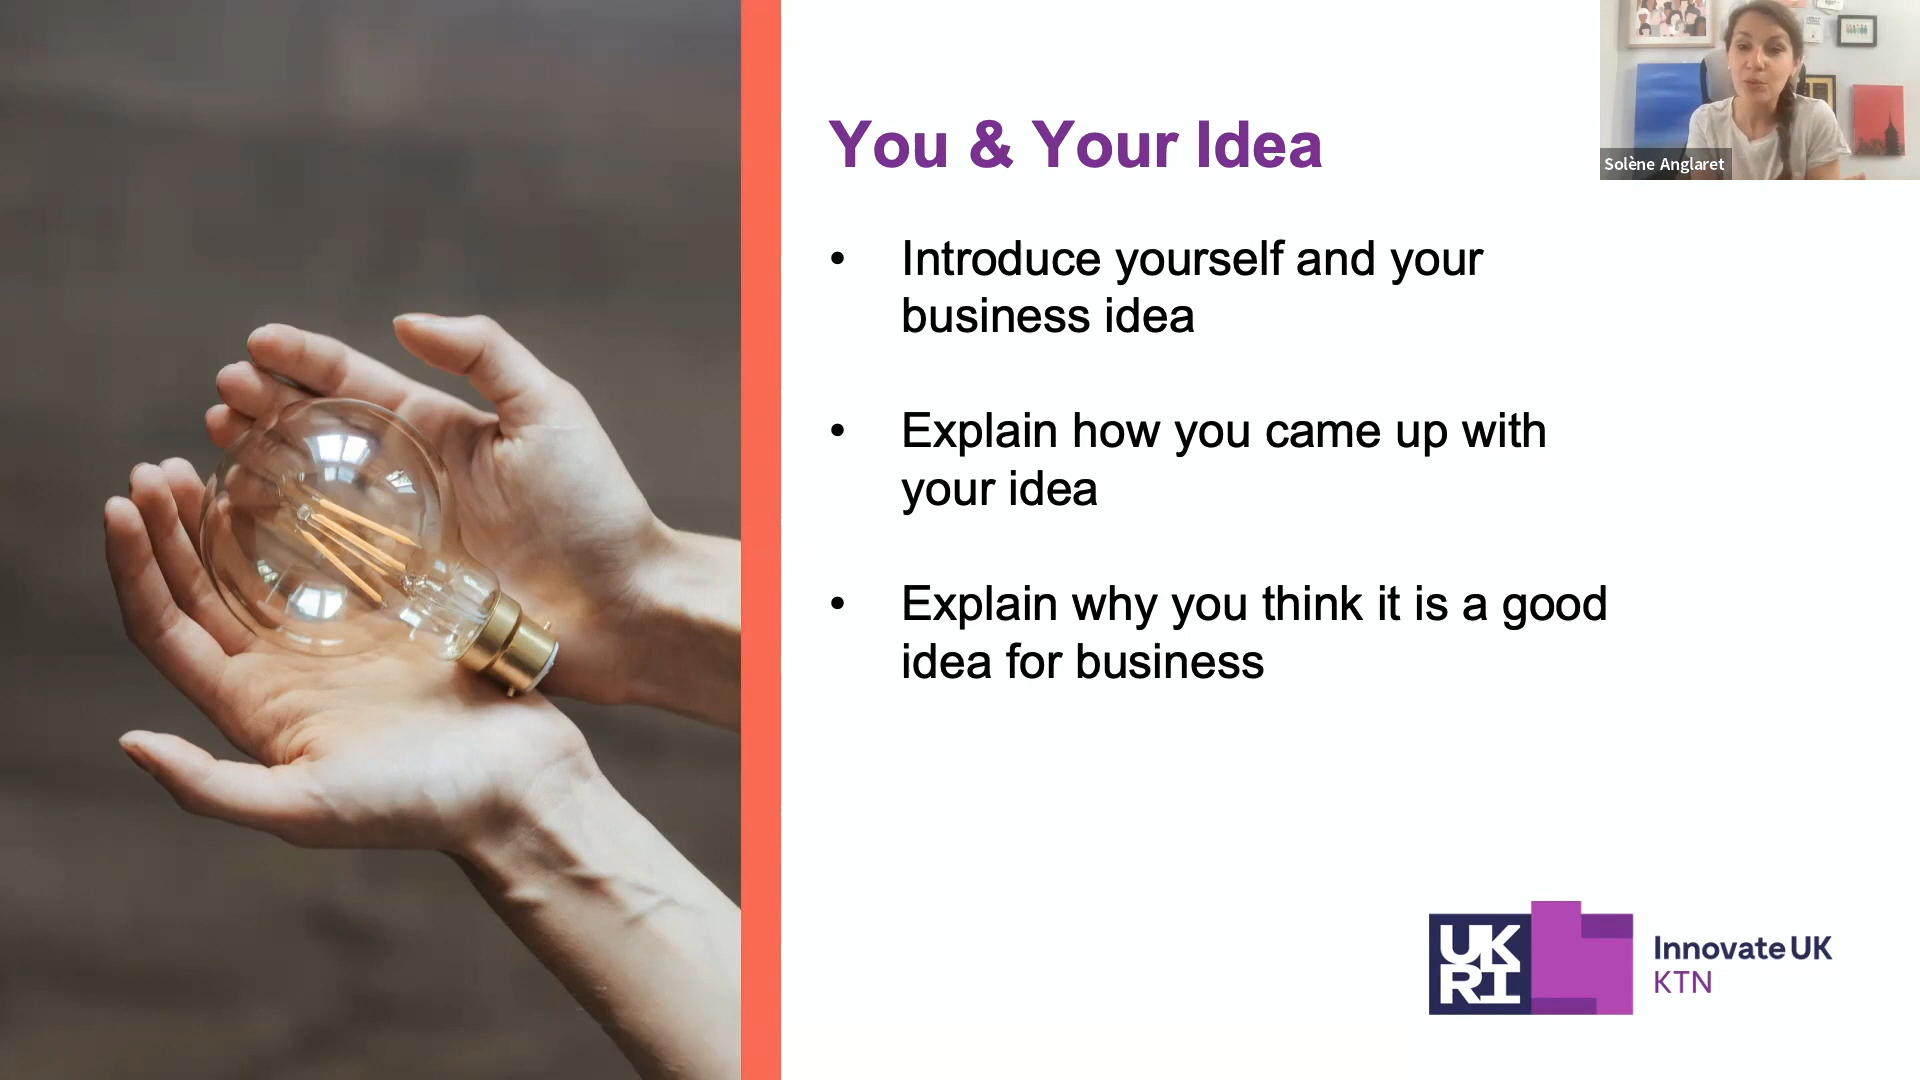 You & Your Idea
Solène Anglaret
• Introduce yourself and your
business idea
• Explain how you came up with
your idea
• Explain why you think it is a good
idea for business
UK
RI
Innovate UK
KTN